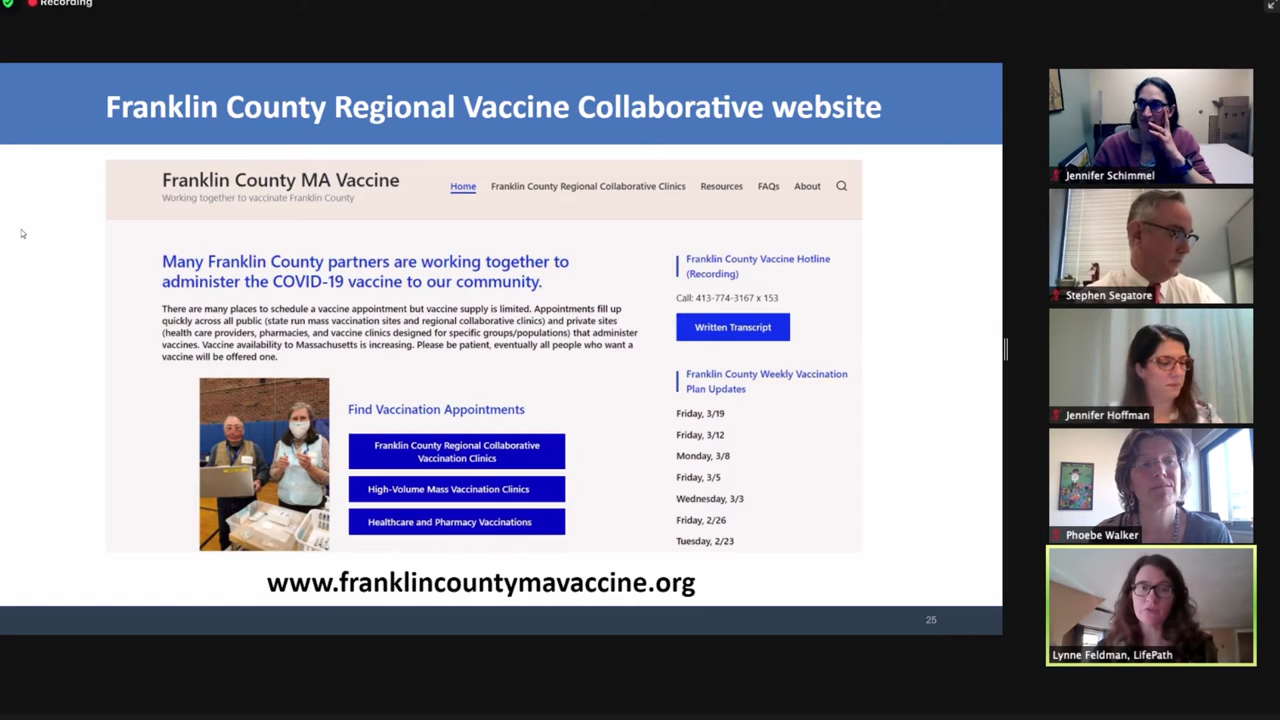 Recording
Franklin County Regional Vaccine Collaborative website
Franklin County MA Vaccine
Working together to vaccinate Franklin County
Home Franklin County Regional Collaborative Clinics Resources FAQs About
Many Franklin County partners are working together to
administer the COVID-19 vaccine to our community.
There are many places to schedule a vaccine appointment but vaccine supply is limited. Appointments fill up
quickly across all public (state run mass vaccination sites and regional collaborative clinics) and private sites
(health care providers, pharmacies, and vaccine clinics designed for specific groups/populations) that administer
vaccines. Vaccine availability to Massachusetts is increasing. Please be patient, eventually all people who want a
vaccine will be offered one.
Find Vaccination Appointments
Franklin County Regional Collaborative
Vaccination Clinics
High-Volume Mass Vaccination Clinics
Healthcare and Pharmacy Vaccinations
Franklin County Vaccine Hotline
(Recording)
Call: 413-774-3167 x 153
Written Transcript
Franklin County Weekly Vaccination
Plan Updates
Friday, 3/19
Friday, 3/12
Monday, 3/8
Friday, 3/5
Wednesday, 3/3
Friday, 2/26
Tuesday, 2/23
www.franklincountymavaccine.org
25
Jennifer Schimmel
Stephen Segatore
Jennifer Hoffman
Phoebe Walker
Lynne Feldman, LifePath